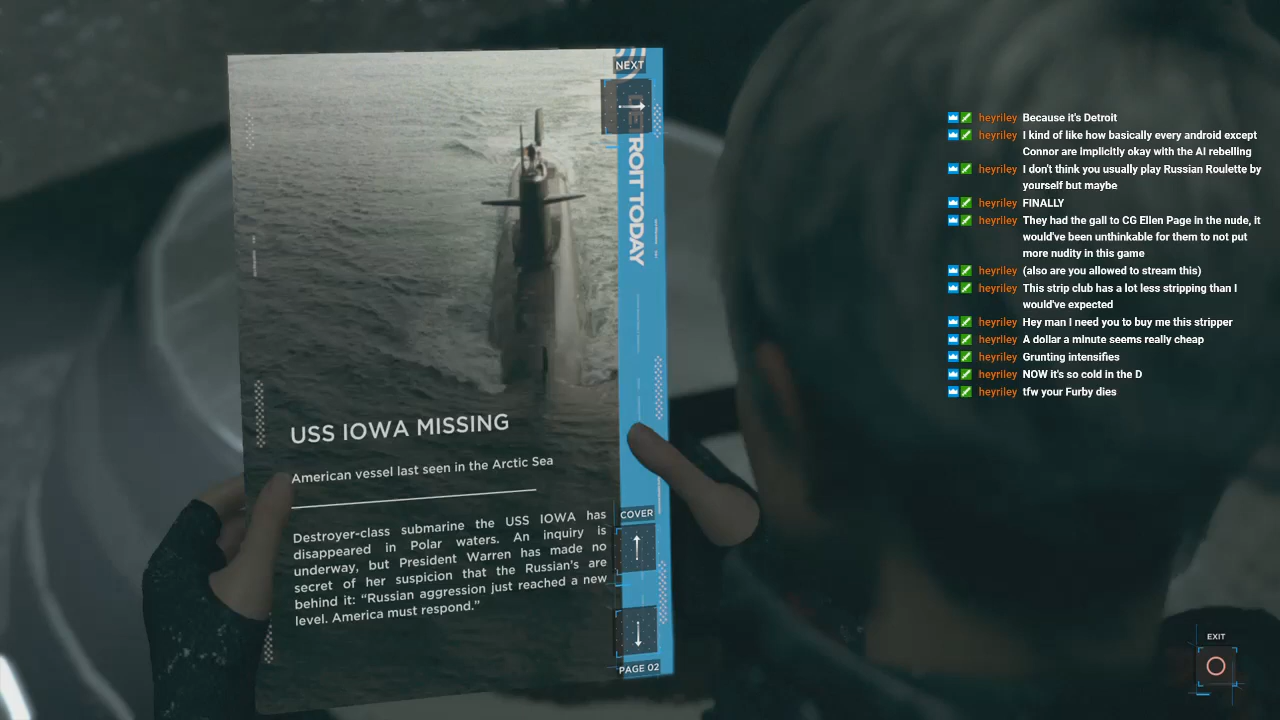 NEXT
DETROIT TODAY
USS IOWA MISSING
American vessel last seen in the Arctic Sea
Destroyer-class submarine the USS IOWA has
disappeared in Polar waters. An inquiry is
underway, but President Warren has made no
secret of her suspicion that the Russian's are
behind it: “Russian aggression just reached a new
level. America must respond.”
COVER
PAGE 02
heyriley Because it's Detroit
heyriley I kind of like how basically every android except
Connor are implicitly okay with the AI rebelling
heyriley I don't think you usually play Russian Roulette by
yourself but maybe
heyriley FINALLY
heyriley They had the gall to CG Ellen Page in the nude, it
would've been unthinkable for them to not put
more nudity in this game
heyriley (also are you allowed to stream this)
heyriley This strip club has a lot less stripping than I
would've expected
heyriley Hey man I need you to buy me this stripper
heyriley A dollar a minute seems really cheap
heyriley Grunting intensifies
heyriley NOW it's so cold in the D
heyriley tfw your Furby dies
EXIT